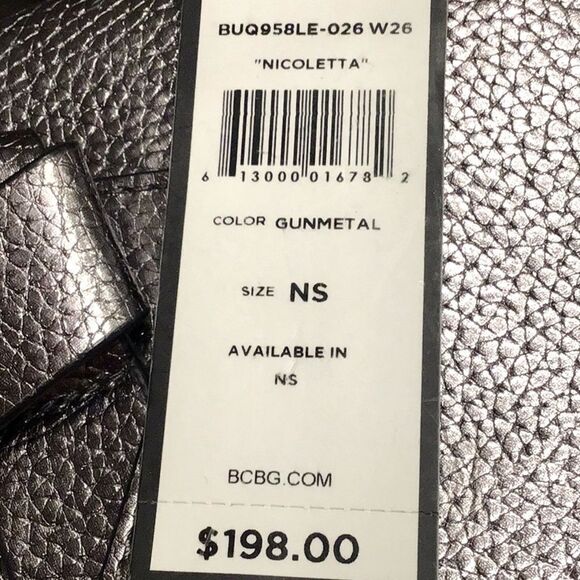 BUQ958LE-026 W26
"NICOLETTA"
6 13000 01678 2
COLOR GUNMETAL
SIZE NS
AVAILABLE IN
NS
BCBG.COM
$198.00